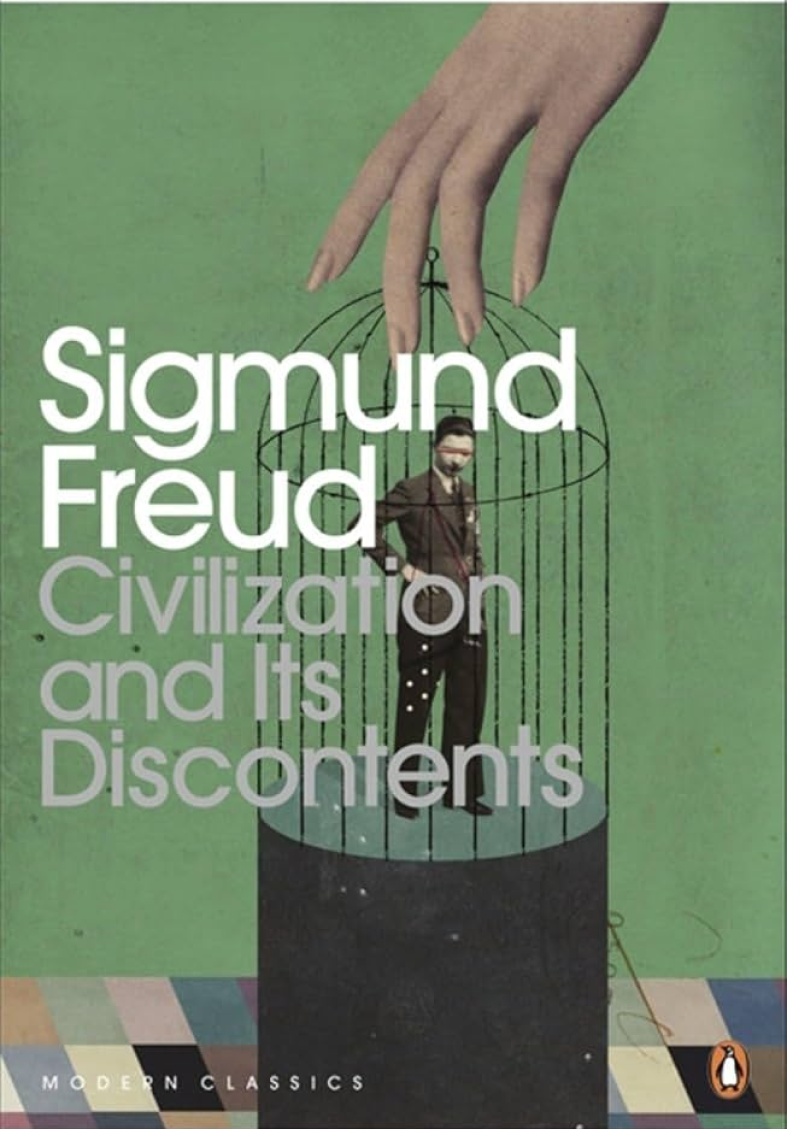 Sigmund
Freud
Civilization
and Its
Discontents
MODERN CLASSICS